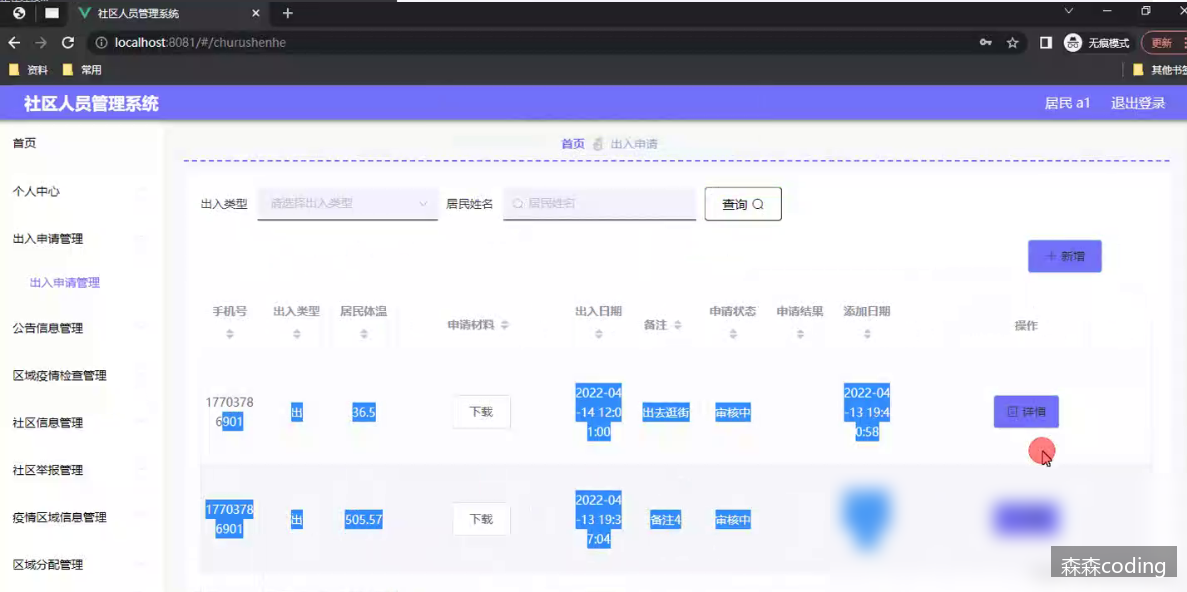 社区人员管理系统
localhost:8081/#/churushenhe
无痕模式
更新
资料
常用
其他书签
社区人员管理系统
居民 a1
退出登录
首页
个人中心
出入申请管理
出入申请管理
公告信息管理
区域疫情检查管理
社区信息管理
社区举报管理
疫情区域信息管理
区域分配管理
首页
出入申请
出入类型
请选择出入类型
居民姓名
居民姓名
查询
新增
手机号
出入类型
居民体温
申请材料
出入日期
备注
申请状态
申请结果
添加日期
操作
1770378
6901
出
36.5
下载
2022-04
-14 12:0
1:00
出去逛街
审核中
2022-04
-13 19:4
0:58
详情
1770378
6901
出
505.57
下载
2022-04
-13 19:3
7:04
备注4
审核中
森森coding